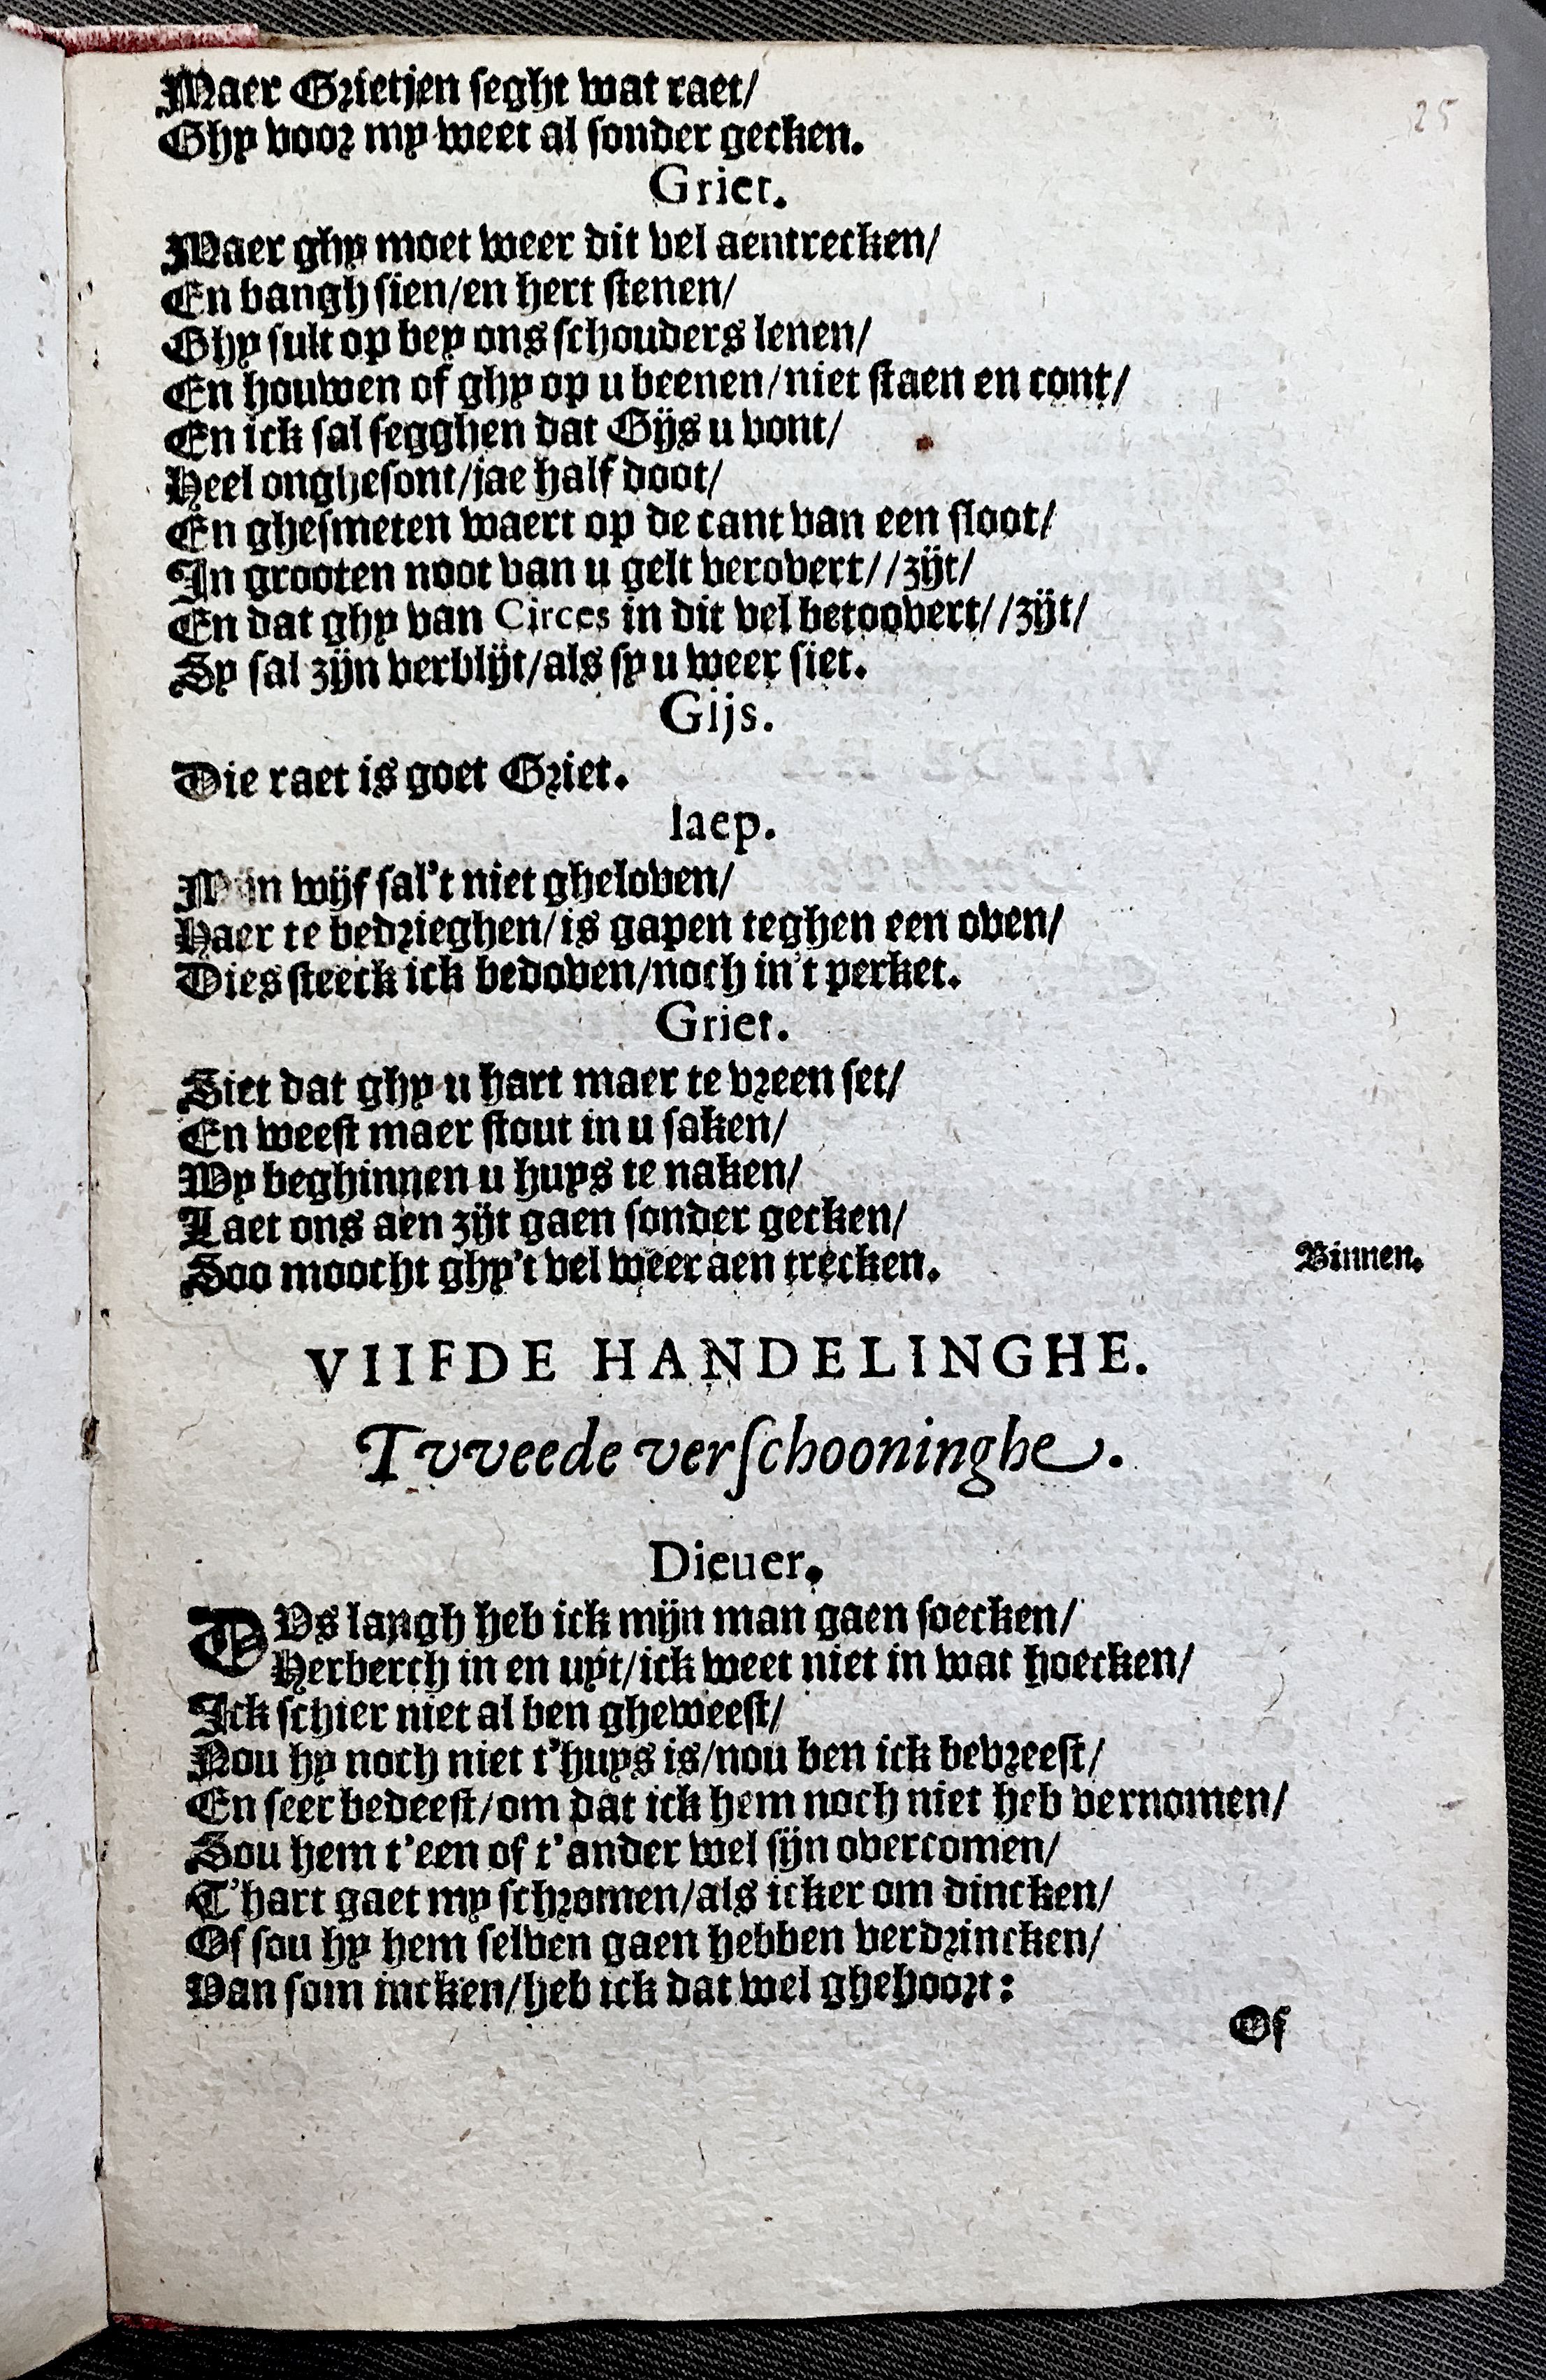 25
Maer Grietjen seght wat raet/
Ghy voor my weet al sonder gecken.
Griet.
Maer ghy moet weer dit vel aentrecken/
En bangh sien/en hert stenen/
Ghy sult op bey ons schouders lenen/
En houwen of ghy op u beenen/niet staen en cont/
En ick sal segghen dat Gijs u vont/
Heel onghesont/jae half doot/
En ghesmeten waert op de cant van een sloot/
In grooten noot van u gelt verovert//zijt/
En dat ghy van Circes in dit vel betoovert//zijt/
Sy sal zijn verblijt/als sy u weer siet.
Gijs.
Die raet is goet Griet.
Iaep.
Mijn wijf sal't niet gheloven/
Haer te bedrieghen/is gapen teghen een oven/
Dies steeck ick bedoven/noch in't perket.
Griet.
Siet dat ghy u hart maer te vreen set/
En weest maer stout in u saken/
Wy beghinnen u huys te naken/
Laet ons aen zijt gaen sonder gecken/
Soo moocht ghy't vel weer aen trecken. Binnen.
VIIFDE HANDELINGHE.
Tvveede verschooninghe.
Dieuer.
DVs langh heb ick mijn man gaen soecken/
Herberch in en uyt/ick weet niet in wat hoecken/
Ick schier niet al ben gheweest/
Nou hy noch niet t'huys is/nou ben ick bevreest/
En seer bedeest/om dat ick hem noch niet heb vernomen/
Sou hem t'een of t'ander wel sijn overcomen/
T'hart gaet my schromen/als icker om dincken/
Of sou hy hem selven gaen hebben verdrincken/
Van som incken/heb ick dat wel ghehoort:
Of